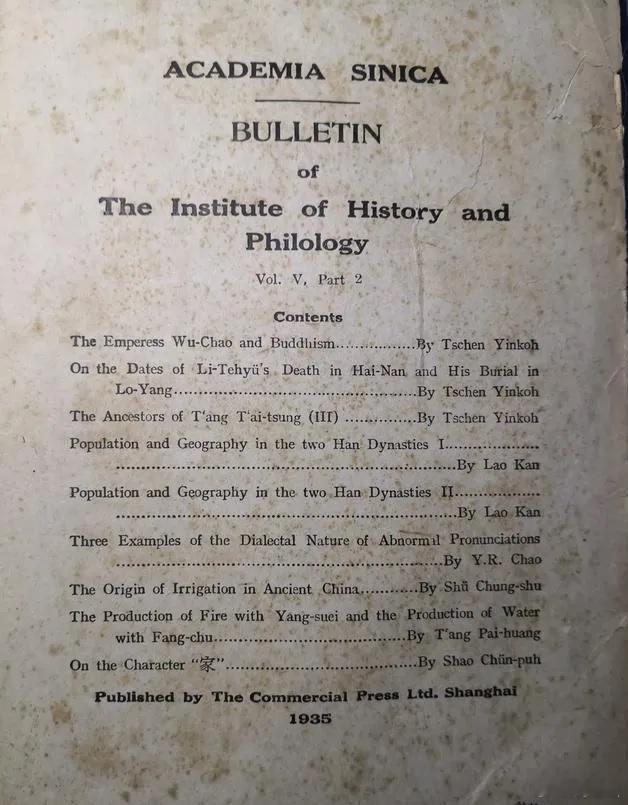 ACADEMIA SINICA
BULLETIN
of
The Institute of History and
Philology
Vol. V, Part 2
Contents
The Emperess Wu-Chao and Buddhism................By Tschen Yinkoh
On the Dates of Li-Tehyü's Death in Hai-Nan and His Burial in
Lo-Yang................................................By Tschen Yinkoh
The Ancestors of T'ang T'ai-tsung (III) ..............By Tschen Yinkoh
Population and Geography in the two Han Dynasties I...................
....................................................................By Lao Kan
Population and Geography in the two Han Dynasties II.................
....................................................................By Lao Kan
Three Examples of the Dialectal Nature of Abnormal Pronunciations
.................................................................By Y.R. Chao
The Origin of Irrigation in Ancient China............By Shü Chung-shu
The Production of Fire with Yang-suei and the Production of Water
with Fang-chu......................................By T'ang Pai-huang
On the Character "家"......................................By Shao Chün-puh
Published by The Commercial Press Ltd. Shanghai
1935